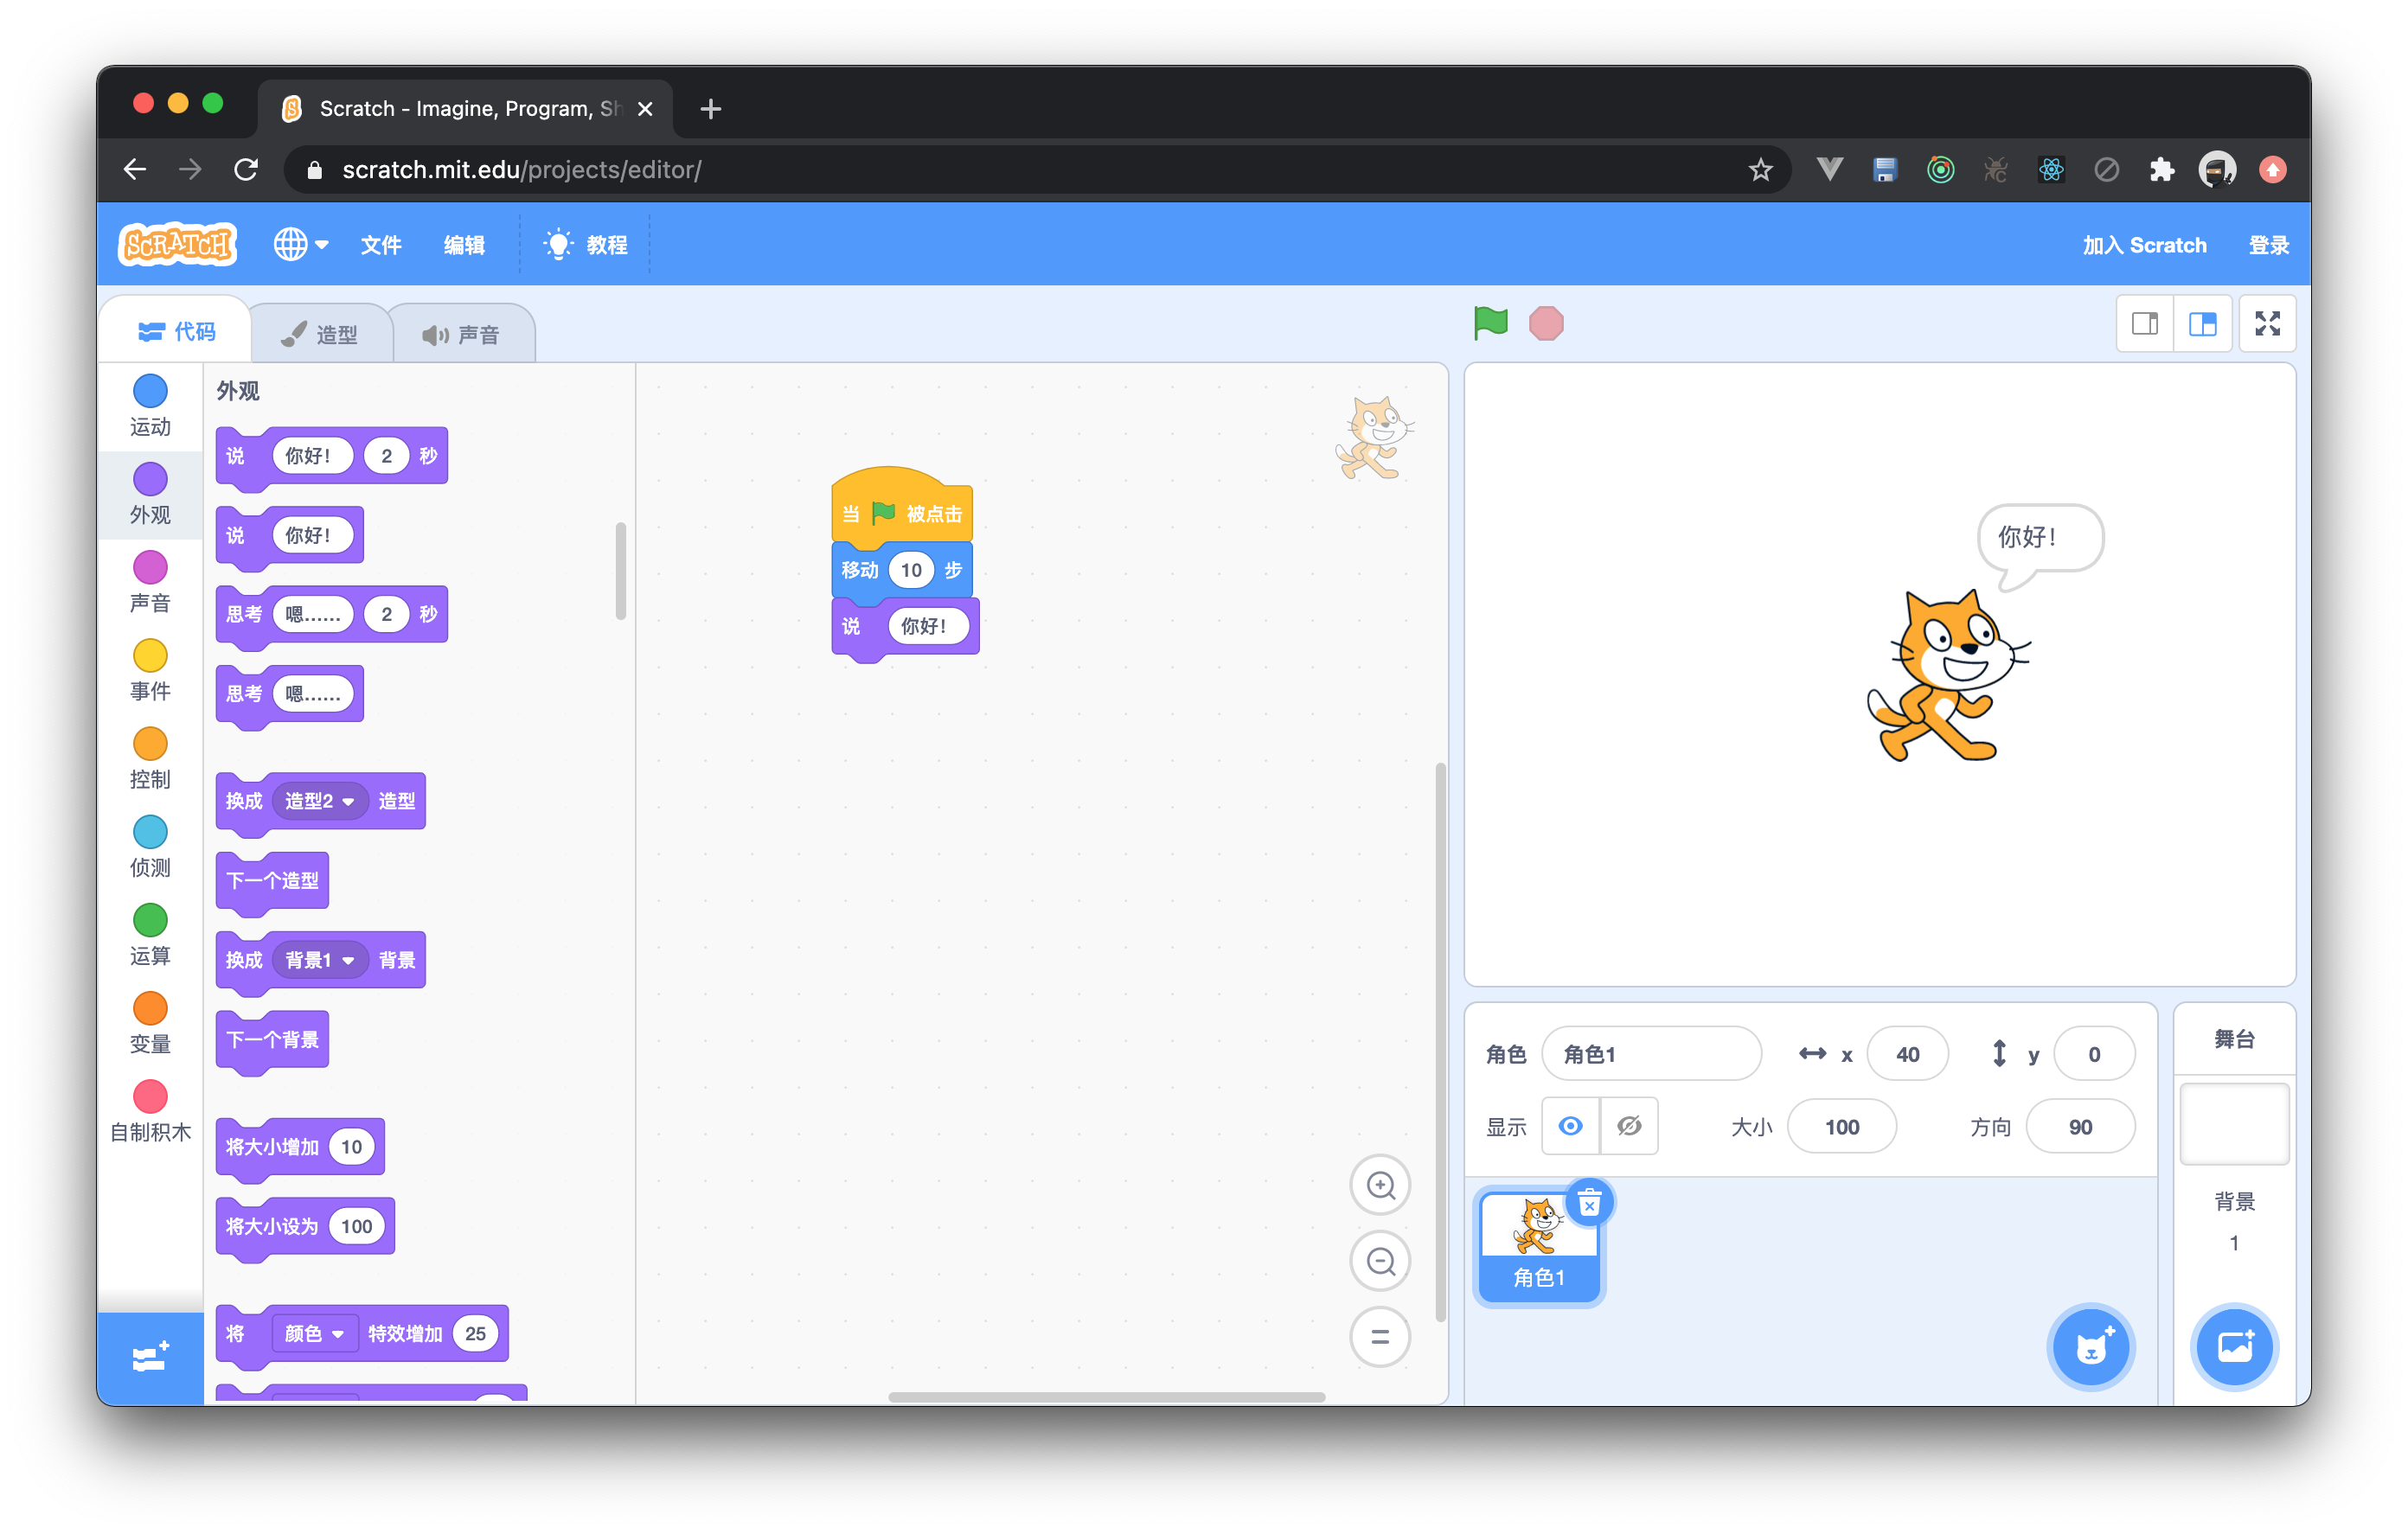 Scratch - Imagine, Program, Sh
scratch.mit.edu/projects/editor/
SCRATCH 文件 编辑 教程 加入 Scratch 登录
代码 造型 声音
运动
外观
声音
事件
控制
侦测
运算
变量
自制积木
外观
说 你好! 2 秒
说 你好!
思考 嗯…… 2 秒
思考 嗯……
换成 造型2 造型
下一个造型
换成 背景1 背景
下一个背景
将大小增加 10
将大小设为 100
将 颜色 特效增加 25
当 被点击
移动 10 步
说 你好!
你好!
角色 角色1 x 40 y 0
显示 大小 100 方向 90
角色1
舞台
背景
1